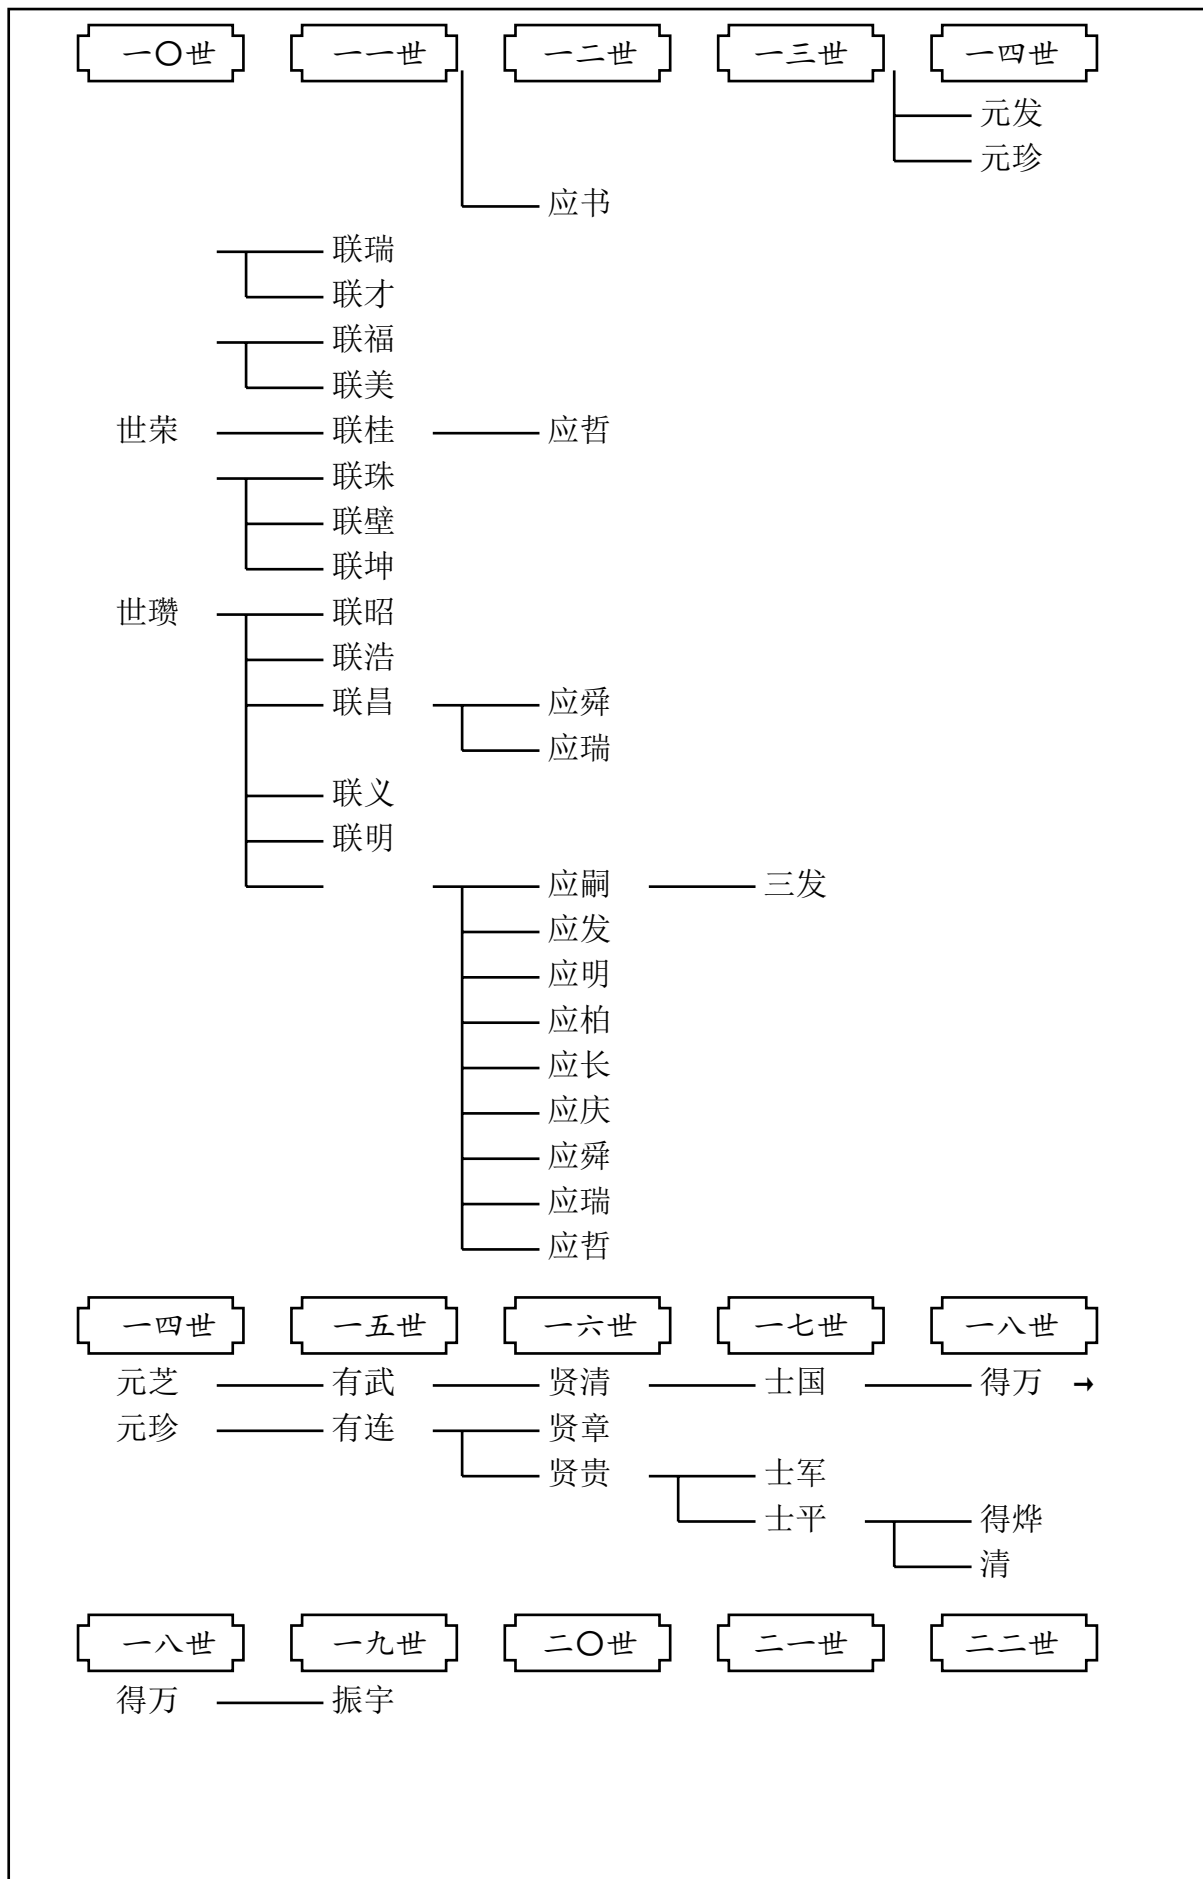 一〇世 一一世 一二世 一三世 一四世
元发
元珍
应书
联瑞
联才
联福
联美
世荣 联桂 应哲
联珠
联壁
联坤
世瓒 联昭
联浩
联昌 应舜
应瑞
联义
联明
应嗣 三发
应发
应明
应柏
应长
应庆
应舜
应瑞
应哲
一四世 一五世 一六世 一七世 一八世
元芝 有武 贤清 士国 得万 →
元珍 有连 贤章
贤贵 士军
士平 得烨
清
一八世 一九世 二〇世 二一世 二二世
得万 振宇